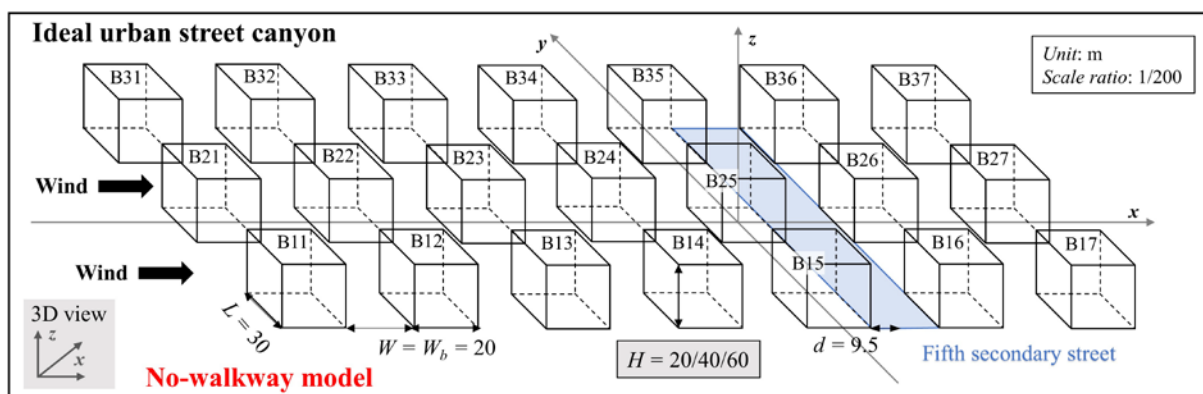 Ideal urban street canyon
y
z
Unit: m
Scale ratio: 1/200
B31 B32 B33 B34 B35 B36 B37
B21 B22 B23 B24 B25 B26 B27
Wind
x
B11 B12 B13 B14 B15 B16 B17
Wind
3D view
z
x
L = 30
W = W_b = 20
H = 20/40/60
d = 9.5
Fifth secondary street
No-walkway model